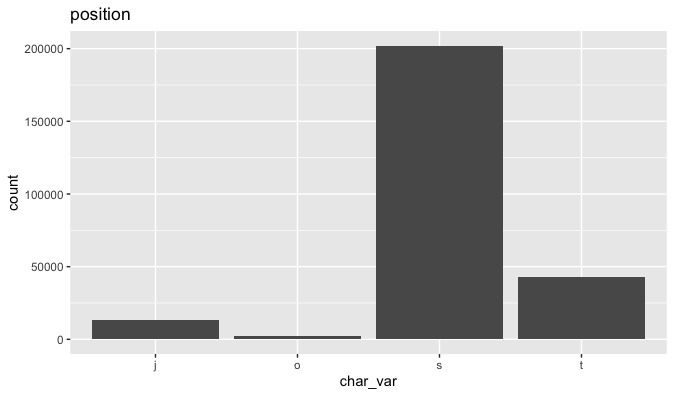 position
200000
150000
100000
50000
0
count
j o s t
char_var